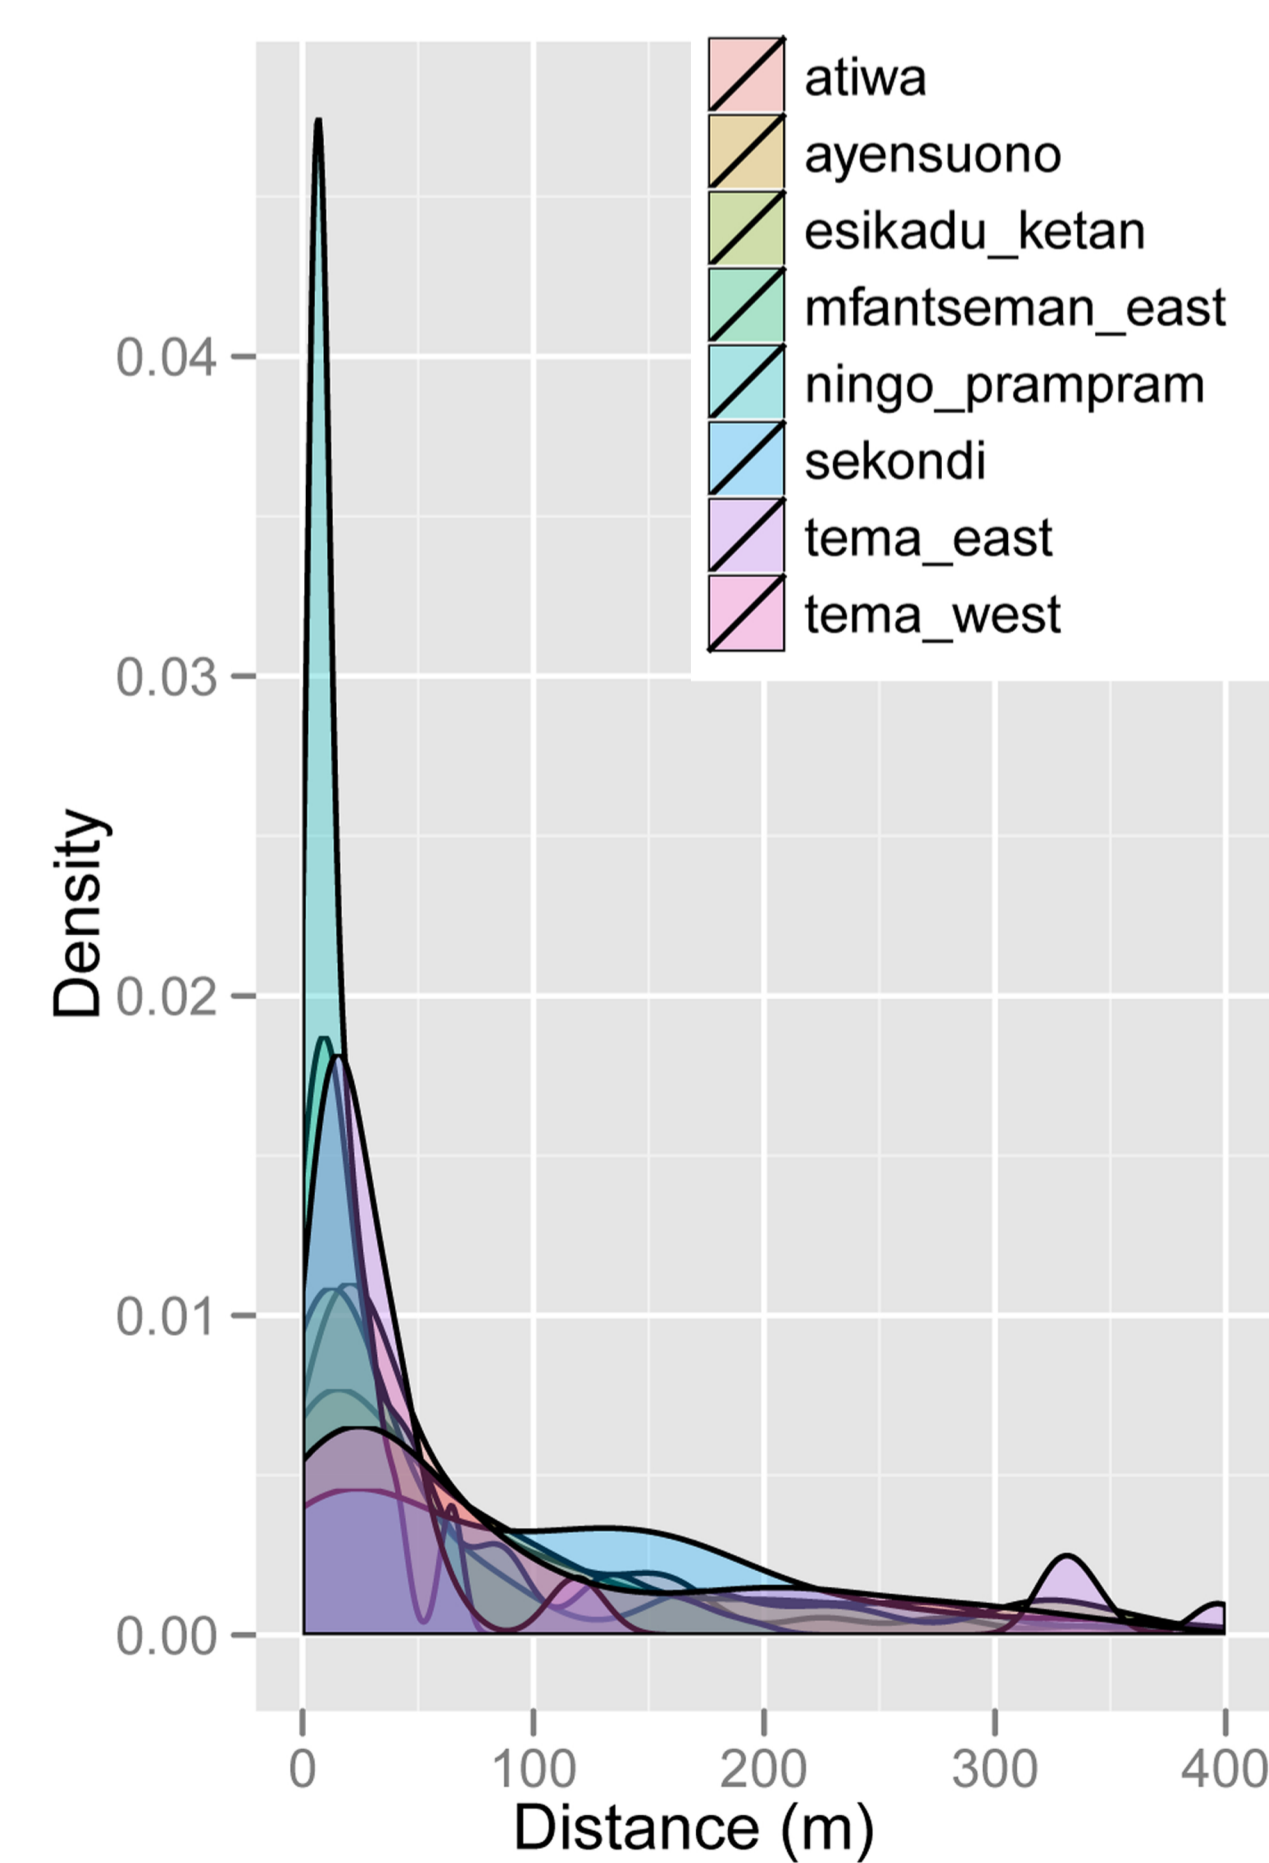 atiwa
ayensuono
esikadu_ketan
mfantseman_east
ningo_prampram
sekondi
tema_east
tema_west
Density
0.04
0.03
0.02
0.01
0.00
0 100 200 300 400
Distance (m)